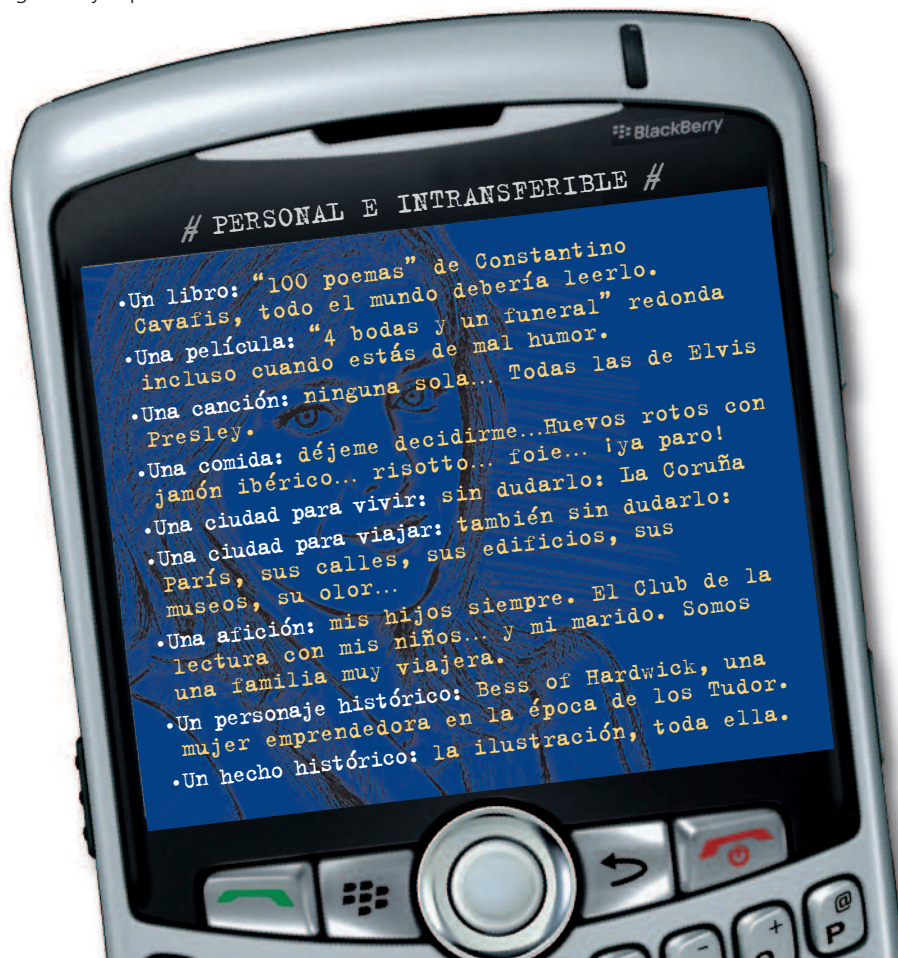 BlackBerry
# PERSONAL E INTRANSFERIBLE #
•Un libro: “100 poemas” de Constantino
Cavafis, todo el mundo debería leerlo.
•Una película: “4 bodas y un funeral” redonda
incluso cuando estás de mal humor.
•Una canción: ninguna sola... Todas las de Elvis
Presley.
•Una comida: déjeme decidirme...Huevos rotos con
jamón ibérico... risotto... foie... ¡ya paro!
•Una ciudad para vivir: sin dudarlo: La Coruña
•Una ciudad para viajar: también sin dudarlo:
París, sus calles, sus edificios, sus
museos, su olor...
•Una afición: mis hijos siempre. El Club de la
lectura con mis niños... y mi marido. Somos
una familia muy viajera.
•Un personaje histórico: Bess of Hardwick, una
mujer emprendedora en la época de los Tudor.
•Un hecho histórico: la ilustración, toda ella.
@
P
+
-